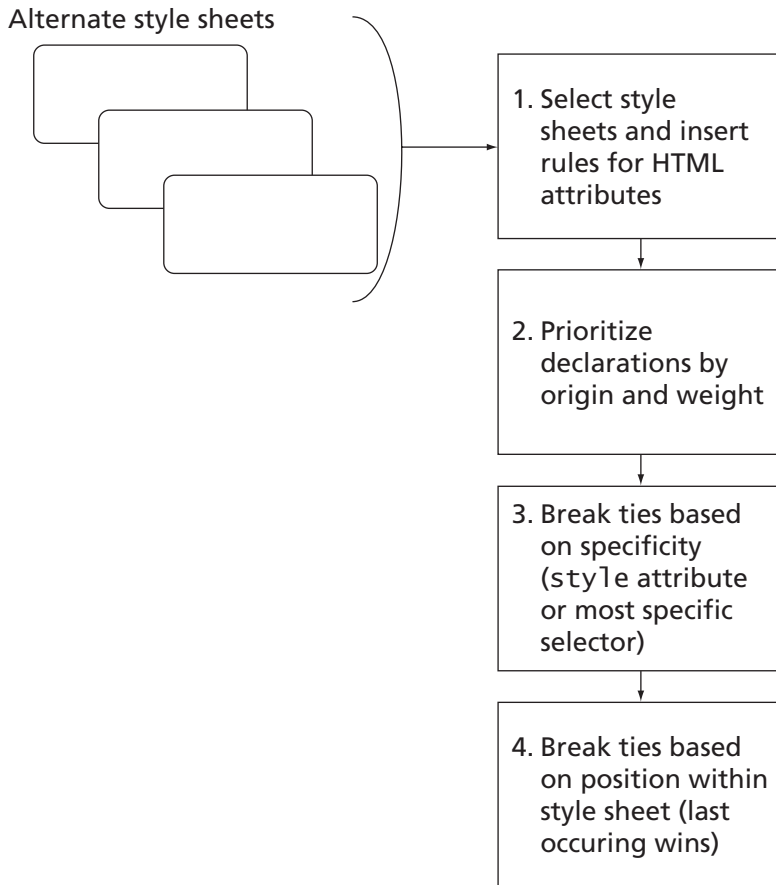 Alternate style sheets
1. Select style
sheets and insert
rules for HTML
attributes
2. Prioritize
declarations by
origin and weight
3. Break ties based
on specificity
(style attribute
or most specific
selector)
4. Break ties based
on position within
style sheet (last
occuring wins)